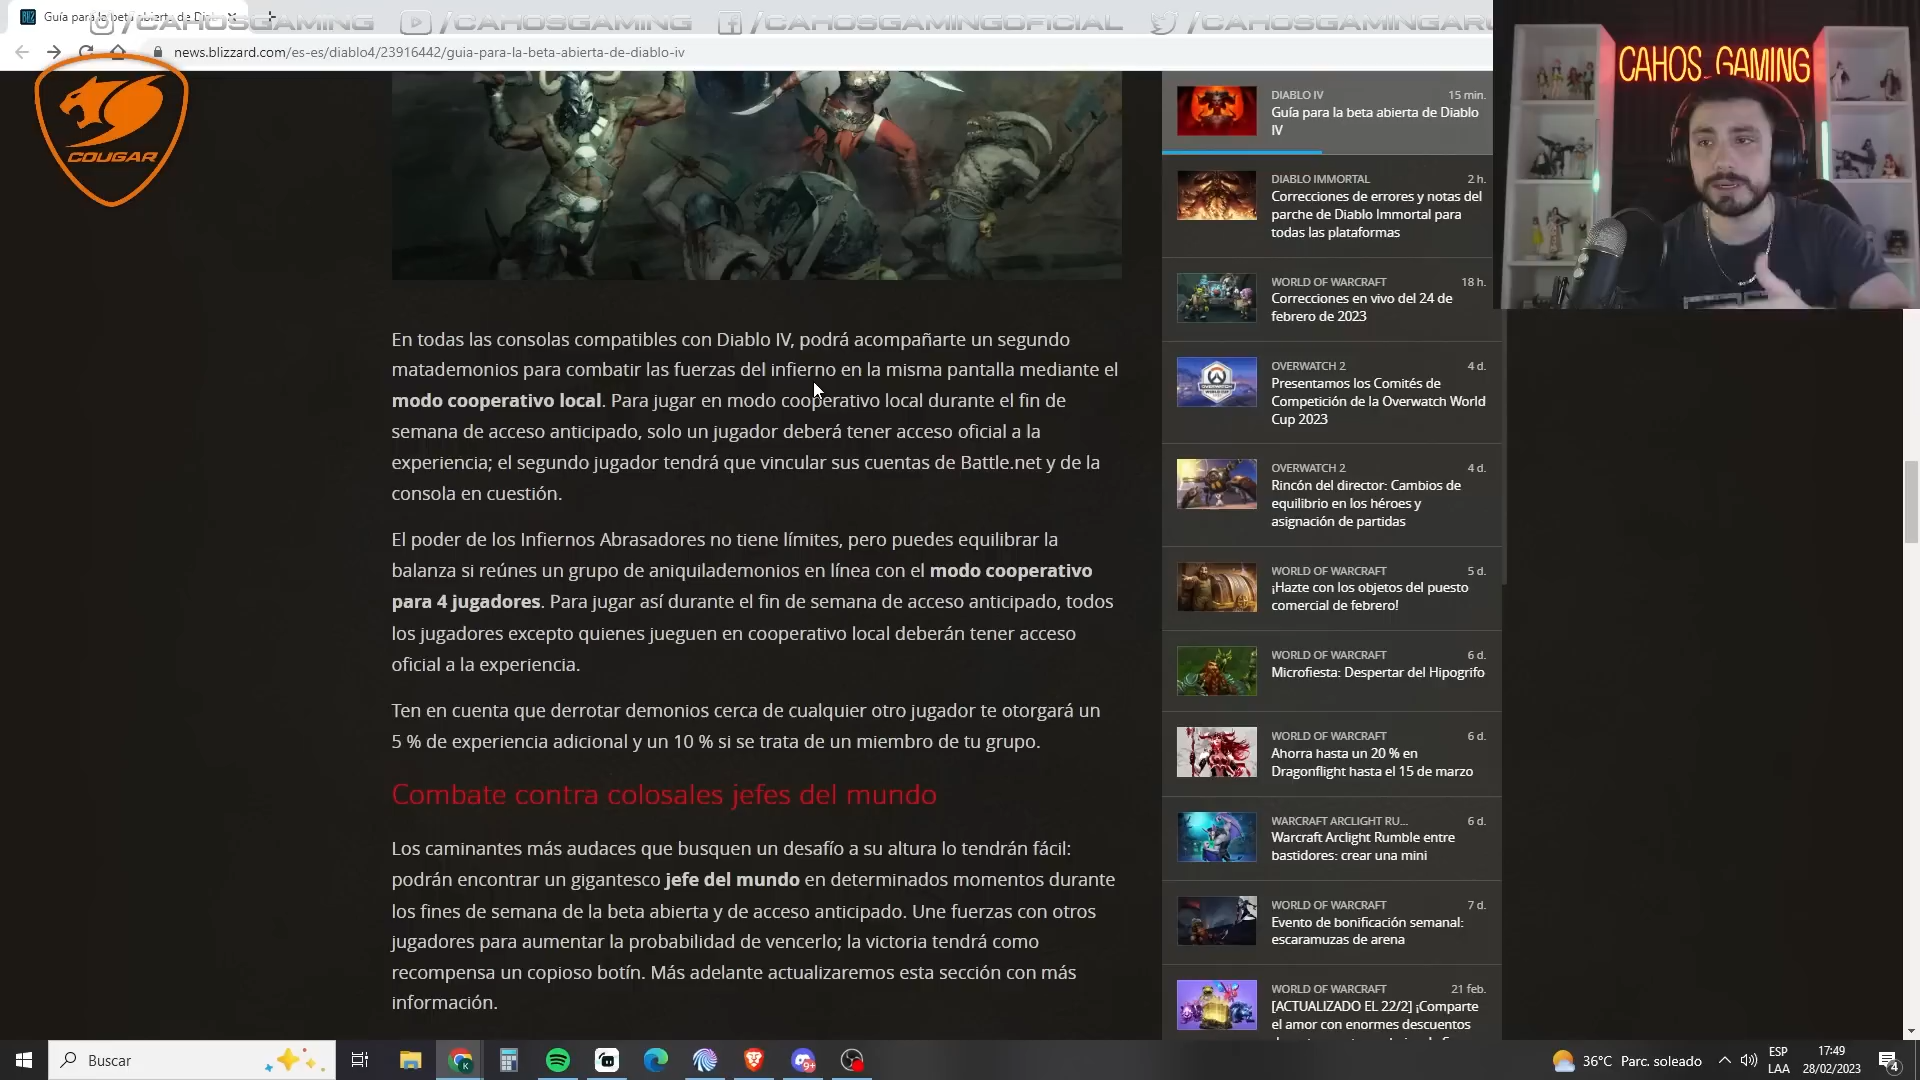 Guía para la beta abierta de Diab
/CAHOSGAMING
/CAHOSGAMING
/CAHOSGAMINGOFICIAL
/CAHOSGAMINGAR
news.blizzard.com/es-es/diablo4/23916442/guia-para-la-beta-abierta-de-diablo-iv
COUGAR
CAHOS_GAMING
En todas las consolas compatibles con Diablo IV, podrá acompañarte un segundo
matademonios para combatir las fuerzas del infierno en la misma pantalla mediante el
modo cooperativo local. Para jugar en modo cooperativo local durante el fin de
semana de acceso anticipado, solo un jugador deberá tener acceso oficial a la
experiencia; el segundo jugador tendrá que vincular sus cuentas de Battle.net y de la
consola en cuestión.
El poder de los Infiernos Abrasadores no tiene límites, pero puedes equilibrar la
balanza si reúnes un grupo de aniquilademonios en línea con el modo cooperativo
para 4 jugadores. Para jugar así durante el fin de semana de acceso anticipado, todos
los jugadores excepto quienes jueguen en cooperativo local deberán tener acceso
oficial a la experiencia.
Ten en cuenta que derrotar demonios cerca de cualquier otro jugador te otorgará un
5 % de experiencia adicional y un 10 % si se trata de un miembro de tu grupo.
Combate contra colosales jefes del mundo
Los caminantes más audaces que busquen un desafío a su altura lo tendrán fácil:
podrán encontrar un gigantesco jefe del mundo en determinados momentos durante
los fines de semana de la beta abierta y de acceso anticipado. Une fuerzas con otros
jugadores para aumentar la probabilidad de vencerlo; la victoria tendrá como
recompensa un copioso botín. Más adelante actualizaremos esta sección con más
información.
DIABLO IV 15 min.
Guía para la beta abierta de Diablo
IV
DIABLO IMMORTAL 2 h.
Correcciones de errores y notas del
parche de Diablo Immortal para
todas las plataformas
WORLD OF WARCRAFT 18 h.
Correcciones en vivo del 24 de
febrero de 2023
OVERWATCH 2 4 d.
Presentamos los Comités de
Competición de la Overwatch World
Cup 2023
OVERWATCH 2 4 d.
Rincón del director: Cambios de
equilibrio en los héroes y
asignación de partidas
WORLD OF WARCRAFT 5 d.
¡Hazte con los objetos del puesto
comercial de febrero!
WORLD OF WARCRAFT 6 d.
Microfiesta: Despertar del Hipogrifo
WORLD OF WARCRAFT 6 d.
Ahorra hasta un 20 % en
Dragonflight hasta el 15 de marzo
WARCRAFT ARCLIGHT RU... 6 d.
Warcraft Arclight Rumble entre
bastidores: crear una mini
WORLD OF WARCRAFT 7 d.
Evento de bonificación semanal:
escaramuzas de arena
WORLD OF WARCRAFT 21 feb.
[ACTUALIZADO EL 22/2] ¡Comparte
el amor con enormes descuentos
Buscar
36°C Parc. soleado
ESP
LAA
17:49
28/02/2023
4